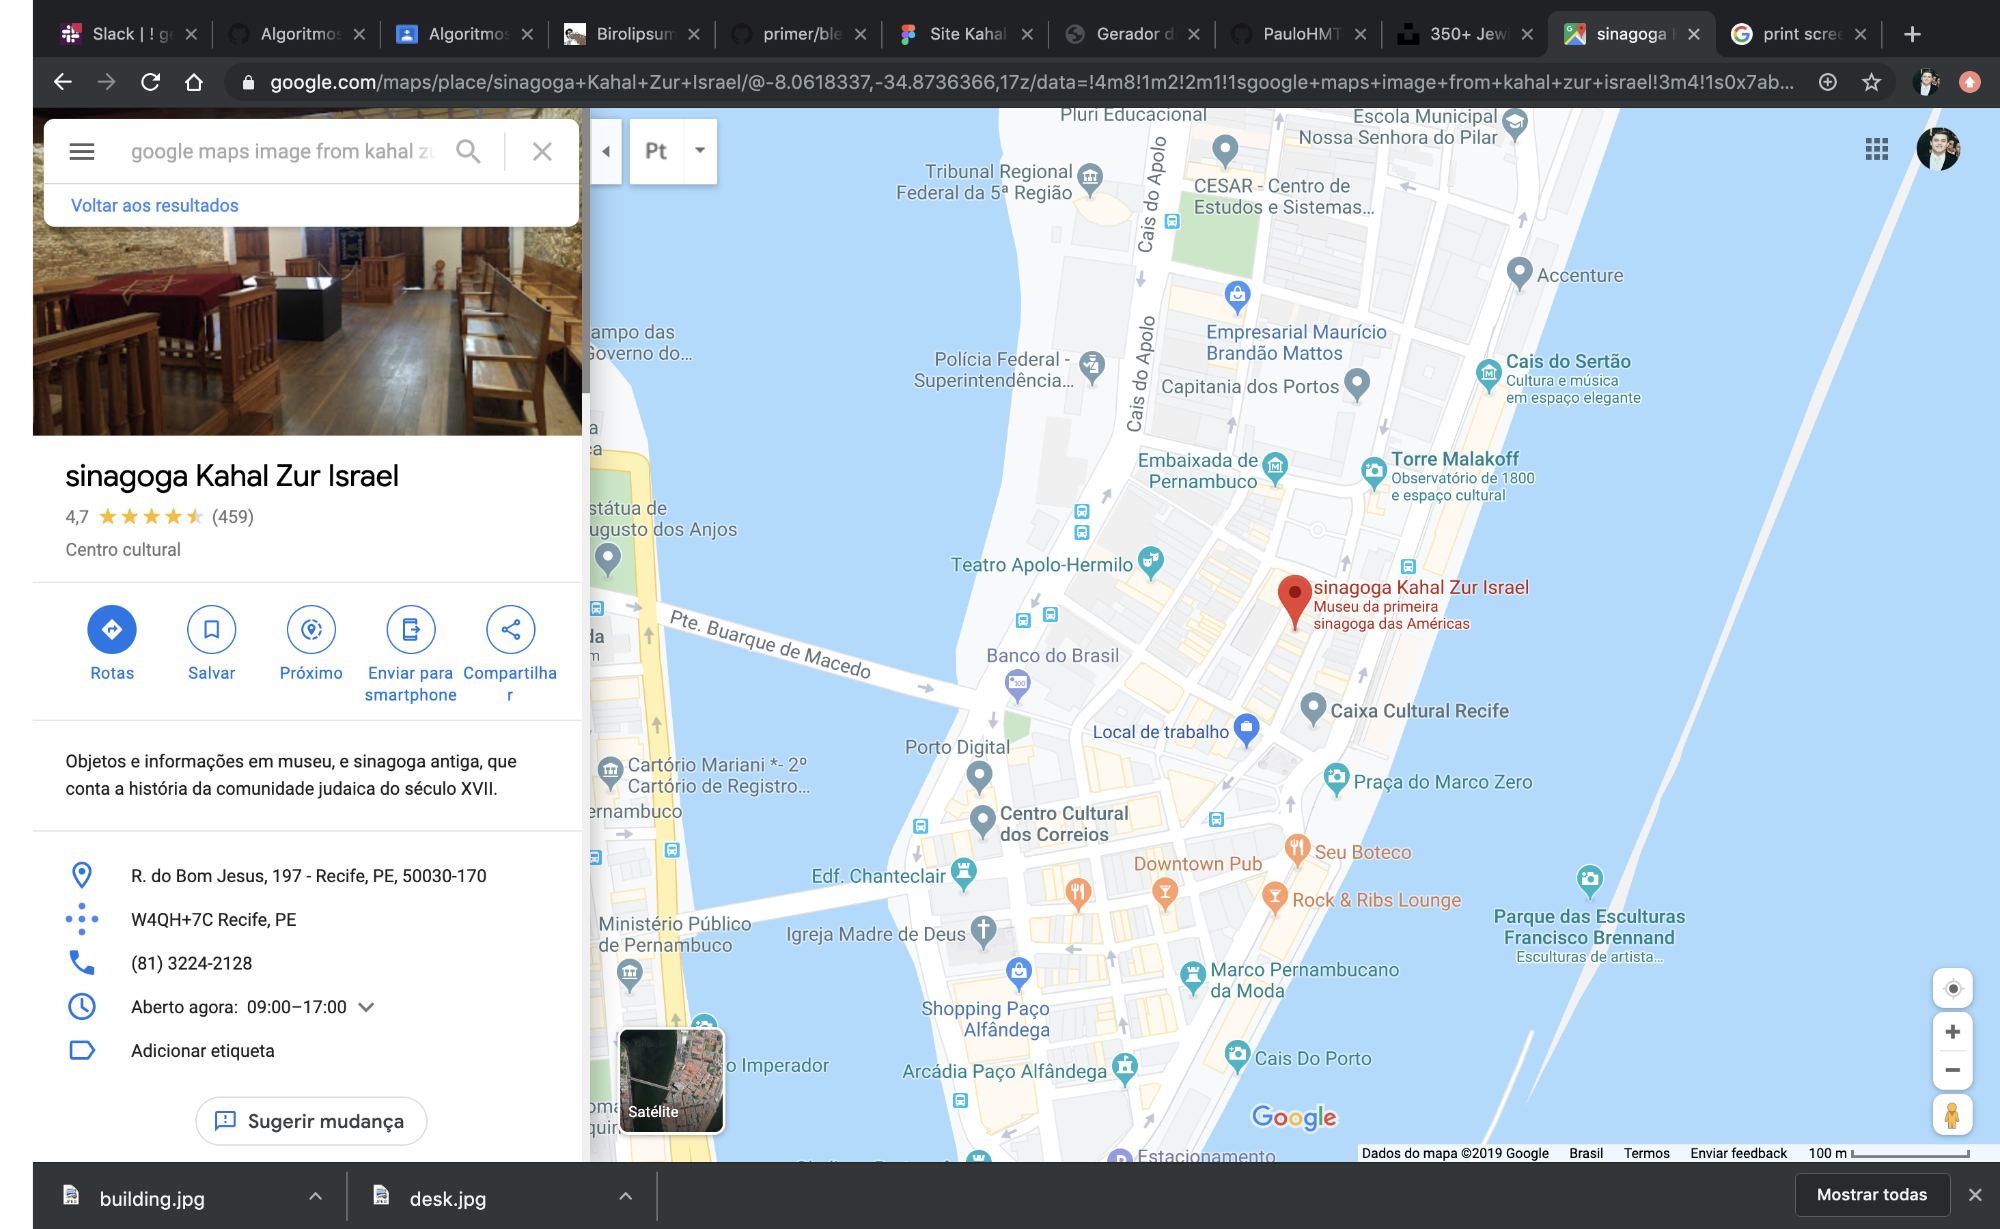 Slack | ! ge
Algoritmos
Algoritmos
Birolipsum
primer/ble
Site Kahal
Gerador d
PauloHMT
350+ Jewi
sinagoga
print scree
google.com/maps/place/sinagoga+Kahal+Zur+Israel/@-8.0618337,-34.8736366,17z/data=!4m8!1m2!2m1!1sgoogle+maps+image+from+kahal+zur+israel!3m4!1s0x7ab...
google maps image from kahal zu
Voltar aos resultados
Pt
sinagoga Kahal Zur Israel
4,7 (459)
Centro cultural
Rotas
Salvar
Próximo
Enviar para
smartphone
Compartilha
r
Objetos e informações em museu, e sinagoga antiga, que
conta a história da comunidade judaica do século XVII.
R. do Bom Jesus, 197 - Recife, PE, 50030-170
W4QH+7C Recife, PE
(81) 3224-2128
Aberto agora: 09:00–17:00
Adicionar etiqueta
Sugerir mudança
Pluri Educacional
Escola Municipal
Nossa Senhora do Pilar
Tribunal Regional
Federal da 5ª Região
Cais do Apolo
CESAR - Centro de
Estudos e Sistemas...
Accenture
Empresarial Maurício
Brandão Mattos
ampo das
Governo do...
Polícia Federal -
Superintendência...
Cais do Apolo
Capitania dos Portos
Cais do Sertão
Cultura e música
em espaço elegante
Embaixada de
Pernambuco
Torre Malakoff
Observatório de 1800
e espaço cultural
státua de
ugusto dos Anjos
Teatro Apolo-Hermilo
sinagoga Kahal Zur Israel
Museu da primeira
sinagoga das Américas
Pte. Buarque de Macedo
Banco do Brasil
Caixa Cultural Recife
Local de trabalho
Porto Digital
Cartório Mariani *- 2º
Cartório de Registro...
ernambuco
Praça do Marco Zero
Centro Cultural
dos Correios
Downtown Pub
Seu Boteco
Edf. Chanteclair
Rock & Ribs Lounge
Ministério Público
de Pernambuco
Igreja Madre de Deus
Parque das Esculturas
Francisco Brennand
Esculturas de artista...
Marco Pernambucano
da Moda
Shopping Paço
Alfândega
Cais Do Porto
o Imperador
Arcádia Paço Alfândega
Satélite
Google
Estacionamento
Dados do mapa ©2019 Google
Brasil
Termos
Enviar feedback
100 m
building.jpg
desk.jpg
Mostrar todas